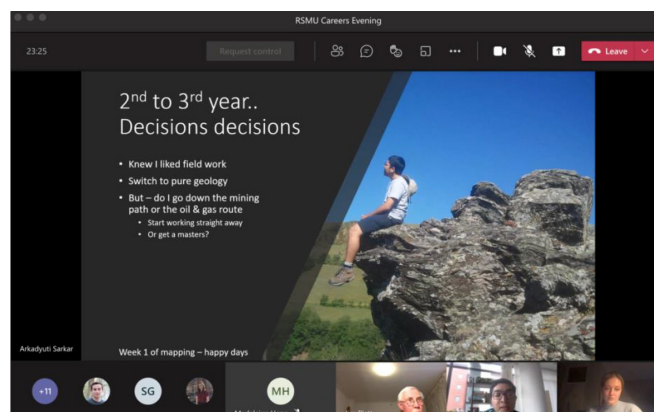 RSMU Careers Evening
23:25
Request control
Leave
2nd to 3rd year..
Decisions decisions
• Knew I liked field work
• Switch to pure geology
• But – do I go down the mining
path or the oil & gas route
• Start working straight away
• Or get a masters?
Week 1 of mapping – happy days
Arkadyuti Sarkar
+11
SG
MH